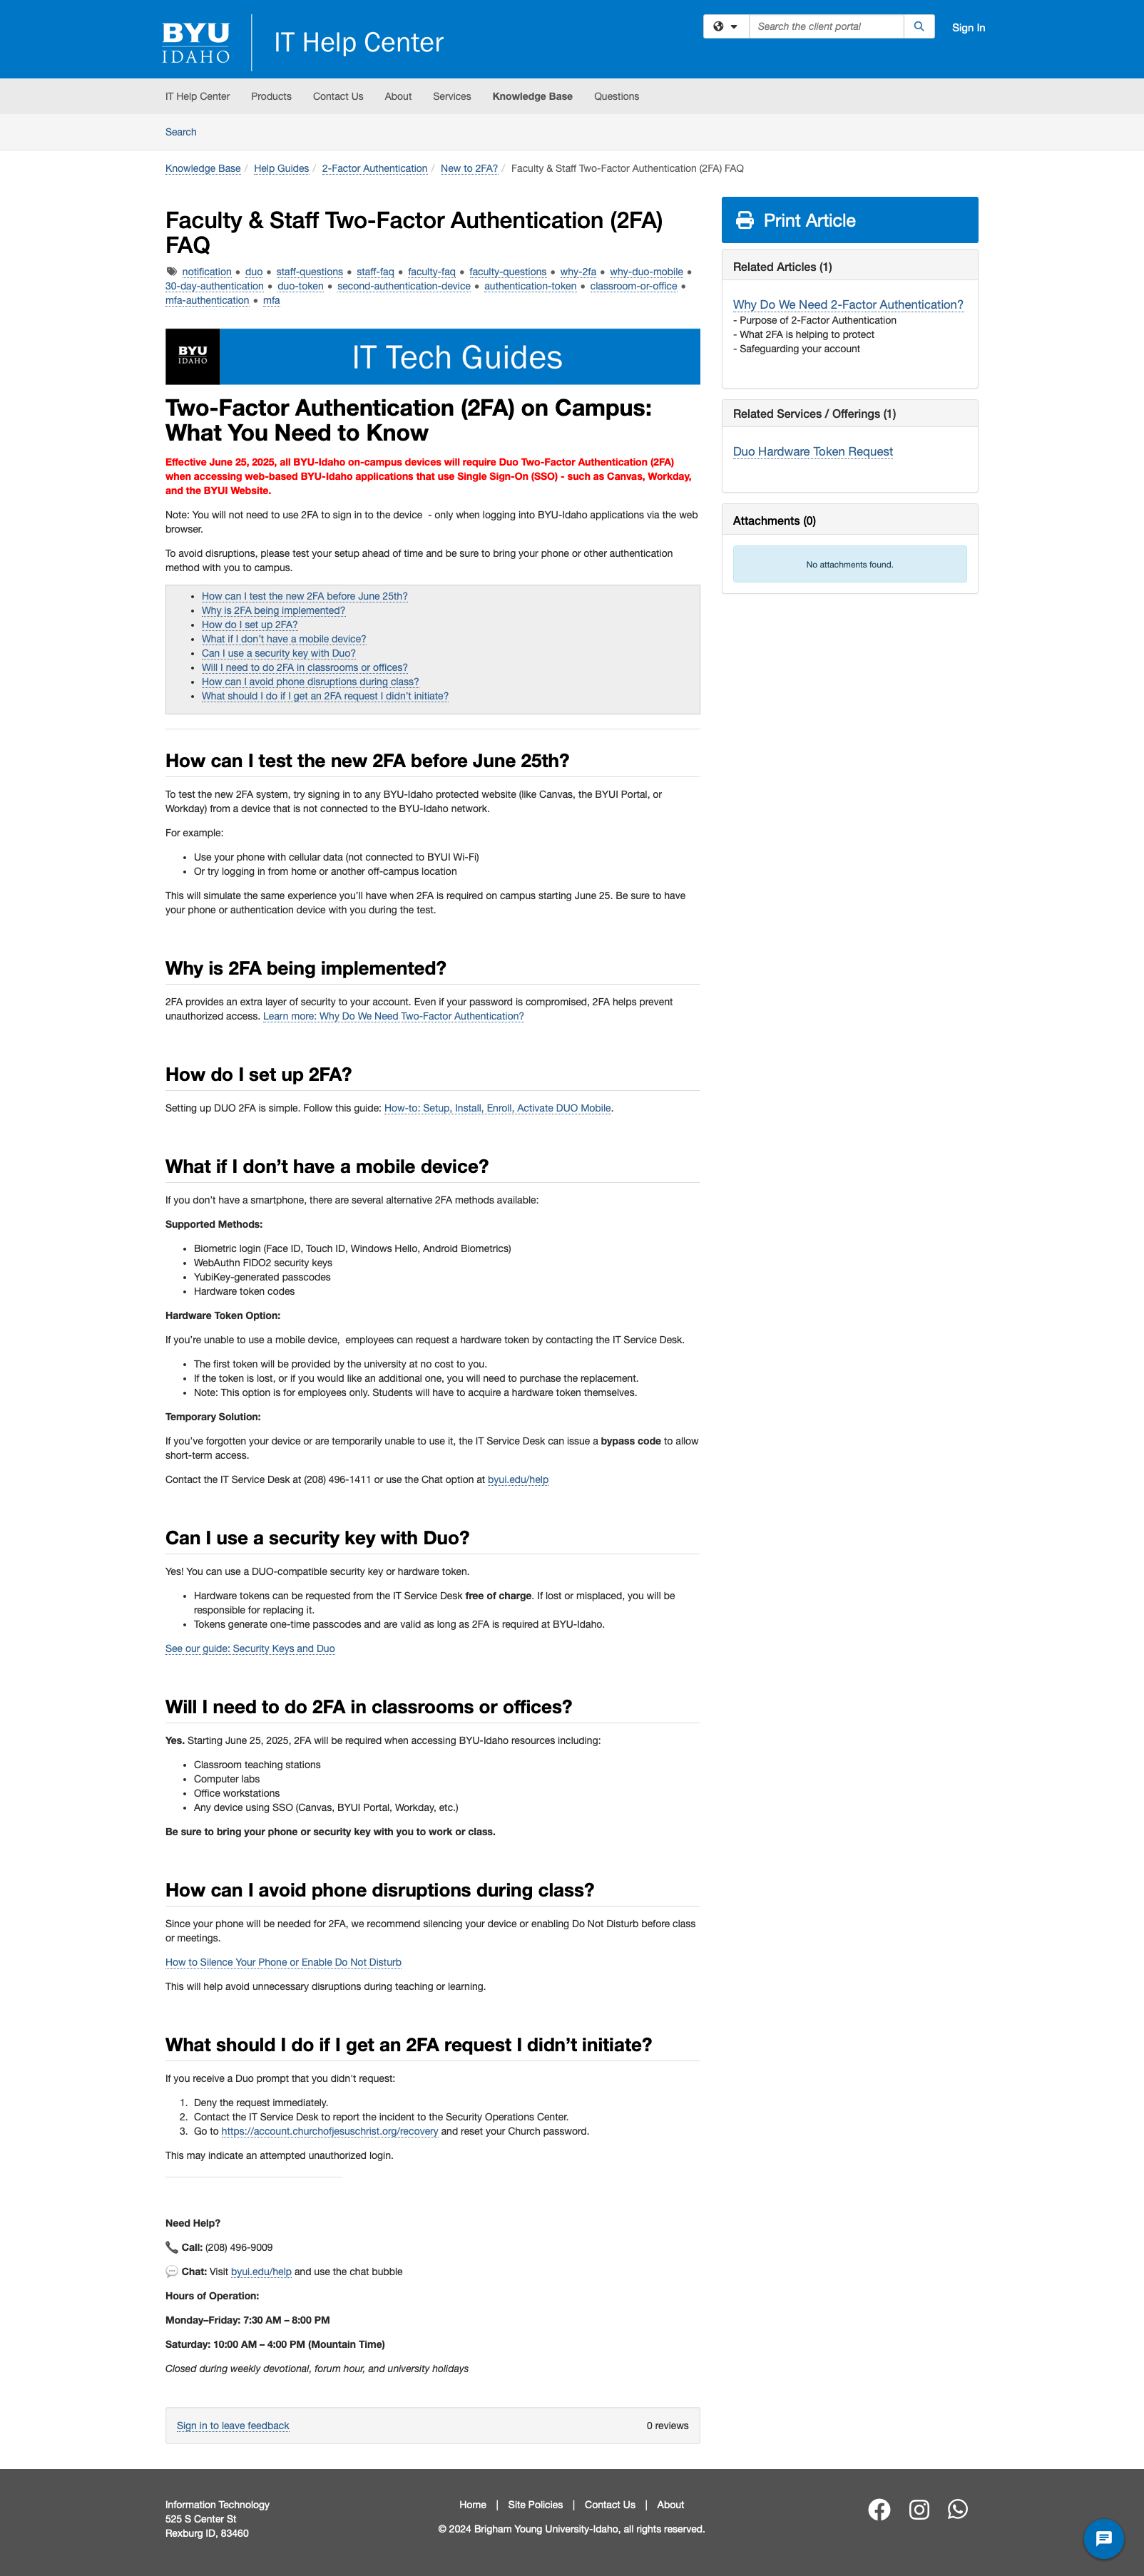 BYU
IDAHO
IT Help Center
Search the client portal
Sign In
IT Help Center Products Contact Us About Services Knowledge Base Questions
Search
Knowledge Base / Help Guides / 2-Factor Authentication / New to 2FA? / Faculty & Staff Two-Factor Authentication (2FA) FAQ
Faculty & Staff Two-Factor Authentication (2FA)
FAQ
notification • duo • staff-questions • staff-faq • faculty-faq • faculty-questions • why-2fa • why-duo-mobile •
30-day-authentication • duo-token • second-authentication-device • authentication-token • classroom-or-office •
mfa-authentication • mfa
BYU
IDAHO
IT Tech Guides
Two-Factor Authentication (2FA) on Campus:
What You Need to Know
Effective June 25, 2025, all BYU-Idaho on-campus devices will require Duo Two-Factor Authentication (2FA)
when accessing web-based BYU-Idaho applications that use Single Sign-On (SSO) - such as Canvas, Workday,
and the BYUI Website.
Note: You will not need to use 2FA to sign in to the device - only when logging into BYU-Idaho applications via the web
browser.
To avoid disruptions, please test your setup ahead of time and be sure to bring your phone or other authentication
method with you to campus.
• How can I test the new 2FA before June 25th?
• Why is 2FA being implemented?
• How do I set up 2FA?
• What if I don’t have a mobile device?
• Can I use a security key with Duo?
• Will I need to do 2FA in classrooms or offices?
• How can I avoid phone disruptions during class?
• What should I do if I get an 2FA request I didn’t initiate?
How can I test the new 2FA before June 25th?
To test the new 2FA system, try signing in to any BYU-Idaho protected website (like Canvas, the BYUI Portal, or
Workday) from a device that is not connected to the BYU-Idaho network.
For example:
• Use your phone with cellular data (not connected to BYUI Wi-Fi)
• Or try logging in from home or another off-campus location
This will simulate the same experience you’ll have when 2FA is required on campus starting June 25. Be sure to have
your phone or authentication device with you during the test.
Why is 2FA being implemented?
2FA provides an extra layer of security to your account. Even if your password is compromised, 2FA helps prevent
unauthorized access. Learn more: Why Do We Need Two-Factor Authentication?
How do I set up 2FA?
Setting up DUO 2FA is simple. Follow this guide: How-to: Setup, Install, Enroll, Activate DUO Mobile.
What if I don’t have a mobile device?
If you don’t have a smartphone, there are several alternative 2FA methods available:
Supported Methods:
• Biometric login (Face ID, Touch ID, Windows Hello, Android Biometrics)
• WebAuthn FIDO2 security keys
• YubiKey-generated passcodes
• Hardware token codes
Hardware Token Option:
If you’re unable to use a mobile device, employees can request a hardware token by contacting the IT Service Desk.
• The first token will be provided by the university at no cost to you.
• If the token is lost, or if you would like an additional one, you will need to purchase the replacement.
• Note: This option is for employees only. Students will have to acquire a hardware token themselves.
Temporary Solution:
If you’ve forgotten your device or are temporarily unable to use it, the IT Service Desk can issue a bypass code to allow
short-term access.
Contact the IT Service Desk at (208) 496-1411 or use the Chat option at byui.edu/help
Can I use a security key with Duo?
Yes! You can use a DUO-compatible security key or hardware token.
• Hardware tokens can be requested from the IT Service Desk free of charge. If lost or misplaced, you will be
responsible for replacing it.
• Tokens generate one-time passcodes and are valid as long as 2FA is required at BYU-Idaho.
See our guide: Security Keys and Duo
Will I need to do 2FA in classrooms or offices?
Yes. Starting June 25, 2025, 2FA will be required when accessing BYU-Idaho resources including:
• Classroom teaching stations
• Computer labs
• Office workstations
• Any device using SSO (Canvas, BYUI Portal, Workday, etc.)
Be sure to bring your phone or security key with you to work or class.
How can I avoid phone disruptions during class?
Since your phone will be needed for 2FA, we recommend silencing your device or enabling Do Not Disturb before class
or meetings.
How to Silence Your Phone or Enable Do Not Disturb
This will help avoid unnecessary disruptions during teaching or learning.
What should I do if I get an 2FA request I didn’t initiate?
If you receive a Duo prompt that you didn't request:
1. Deny the request immediately.
2. Contact the IT Service Desk to report the incident to the Security Operations Center.
3. Go to https://account.churchofjesuschrist.org/recovery and reset your Church password.
This may indicate an attempted unauthorized login.
Need Help?
Call: (208) 496-9009
Chat: Visit byui.edu/help and use the chat bubble
Hours of Operation:
Monday–Friday: 7:30 AM – 8:00 PM
Saturday: 10:00 AM – 4:00 PM (Mountain Time)
Closed during weekly devotional, forum hour, and university holidays
Sign in to leave feedback 0 reviews
Print Article
Related Articles (1)
Why Do We Need 2-Factor Authentication?
- Purpose of 2-Factor Authentication
- What 2FA is helping to protect
- Safeguarding your account
Related Services / Offerings (1)
Duo Hardware Token Request
Attachments (0)
No attachments found.
Information Technology
525 S Center St
Rexburg ID, 83460
Home | Site Policies | Contact Us | About
© 2024 Brigham Young University-Idaho, all rights reserved.